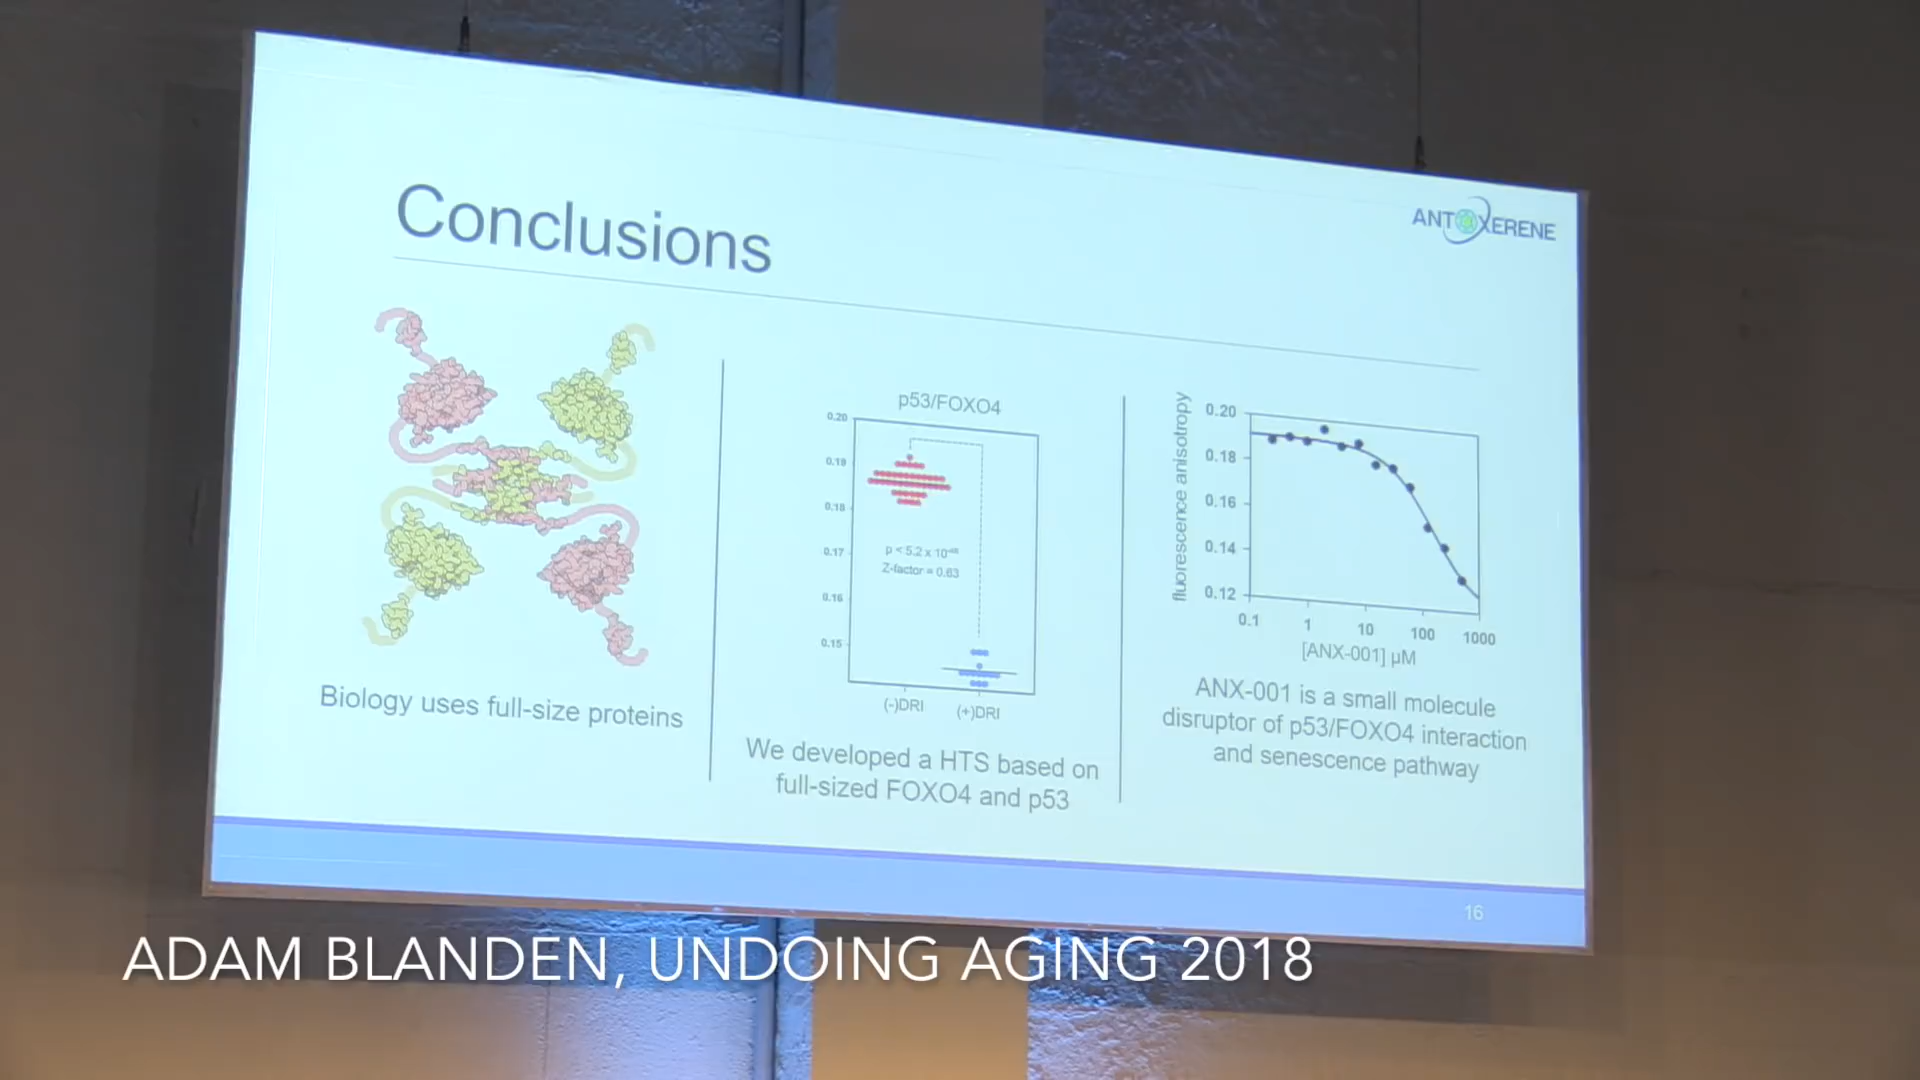 Conclusions
ANTOXERENE
Biology uses full-size proteins
p53/FOXO4
0.20
0.19
0.18
0.17
0.16
0.15
p < 5.2 x 10
Z-factor = 0.63
(-)DRI
(+)DRI
We developed a HTS based on
full-sized FOXO4 and p53
fluorescence anisotropy
0.20
0.18
0.16
0.14
0.12
0.1
1
10
100
1000
[ANX-001] µM
ANX-001 is a small molecule
disruptor of p53/FOXO4 interaction
and senescence pathway
16
ADAM BLANDEN, UNDOING AGING 2018